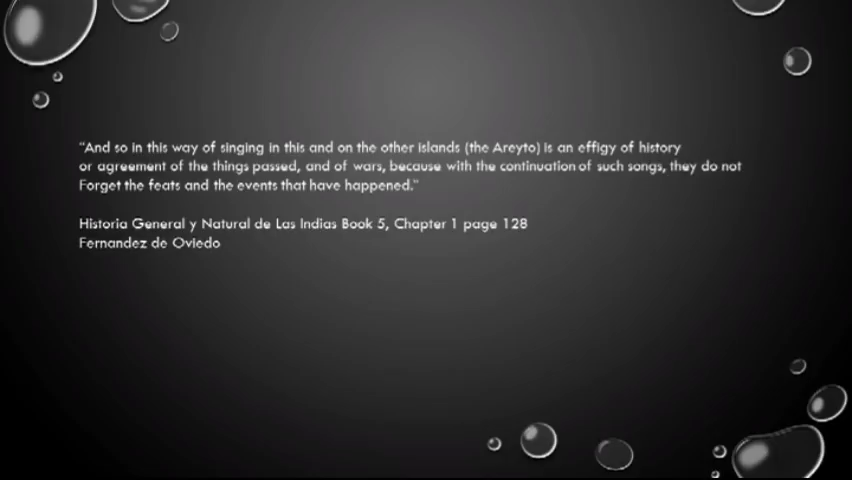 "And so in this way of singing in this and on the other islands (the Areyto) is an effigy of history
or agreement of the things passed, and of wars, because with the continuation of such songs, they do not
Forget the feats and the events that have happened."
Historia General y Natural de Las Indias Book 5, Chapter 1 page 128
Fernandez de Oviedo